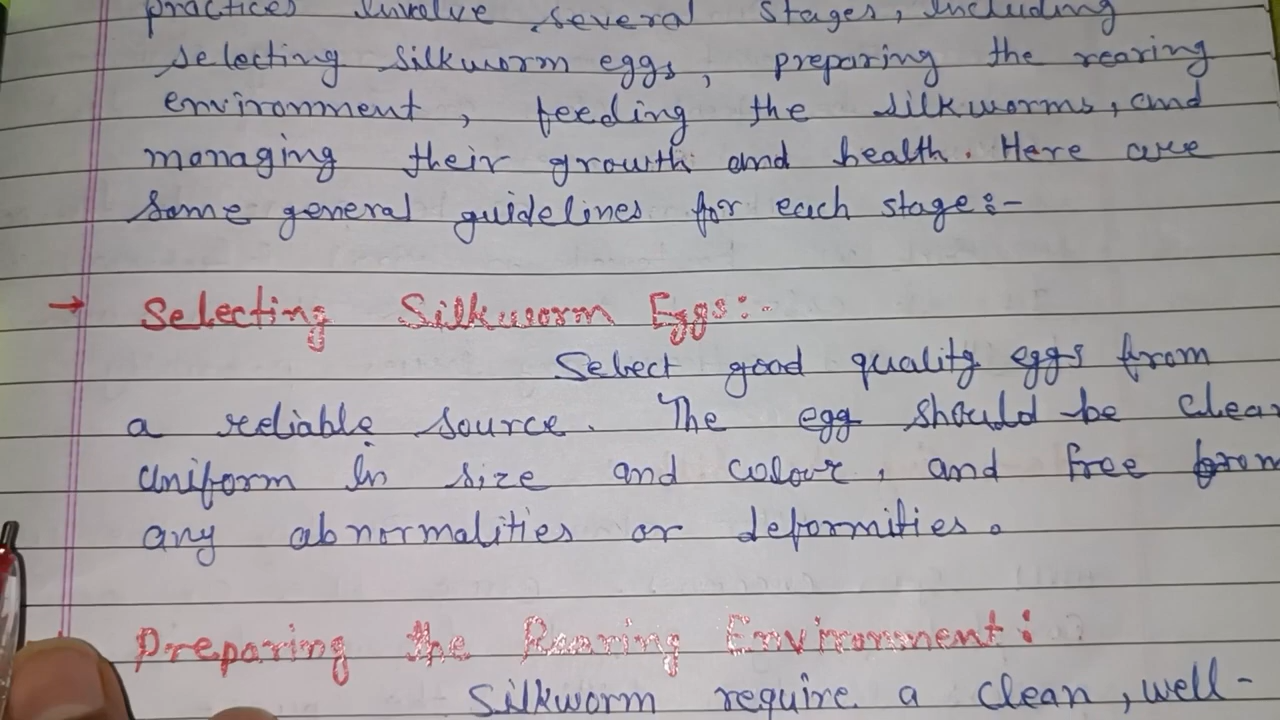 practices involve several stages, including
selecting silkworm eggs, preparing the rearing
environment, feeding the silkworms, and
managing their growth and health. Here are
some general guidelines for each stage:-
→ Selecting Silkworm Eggs:-
Select good quality eggs from
a reliable source. The egg should be clea
uniform in size and colour, and free from
any abnormalities or deformities.
Preparing the Rearing Environment:
Silkworm require a clean, well-